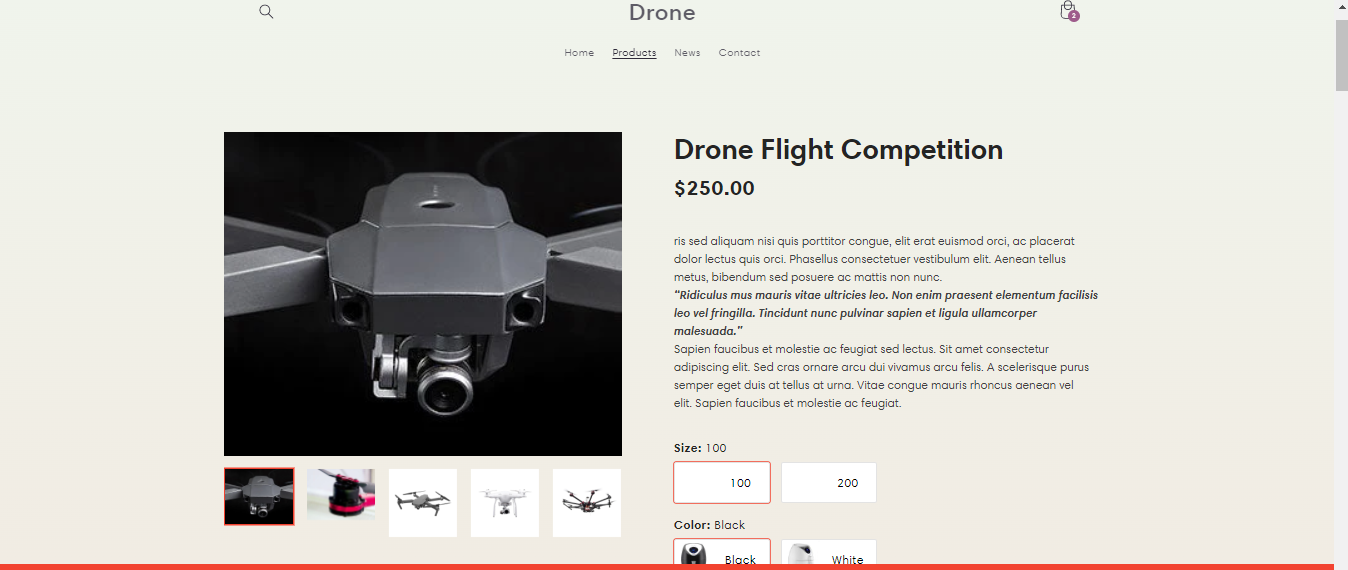 Drone
2
Home Products News Contact
Drone Flight Competition
$250.00
ris sed aliquam nisi quis porttitor congue, elit erat euismod orci, ac placerat
dolor lectus quis orci. Phasellus consectetuer vestibulum elit. Aenean tellus
metus, bibendum sed posuere ac mattis non nunc.
“Ridiculus mus mauris vitae ultricies leo. Non enim praesent elementum facilisis
leo vel fringilla. Tincidunt nunc pulvinar sapien et ligula ullamcorper
malesuada.”
Sapien faucibus et molestie ac feugiat sed lectus. Sit amet consectetur
adipiscing elit. Sed cras ornare arcu dui vivamus arcu felis. A scelerisque purus
semper eget duis at tellus at urna. Vitae congue mauris rhoncus aenean vel
elit. Sapien faucibus et molestie ac feugiat.
Size: 100
100 200
Color: Black
Black White